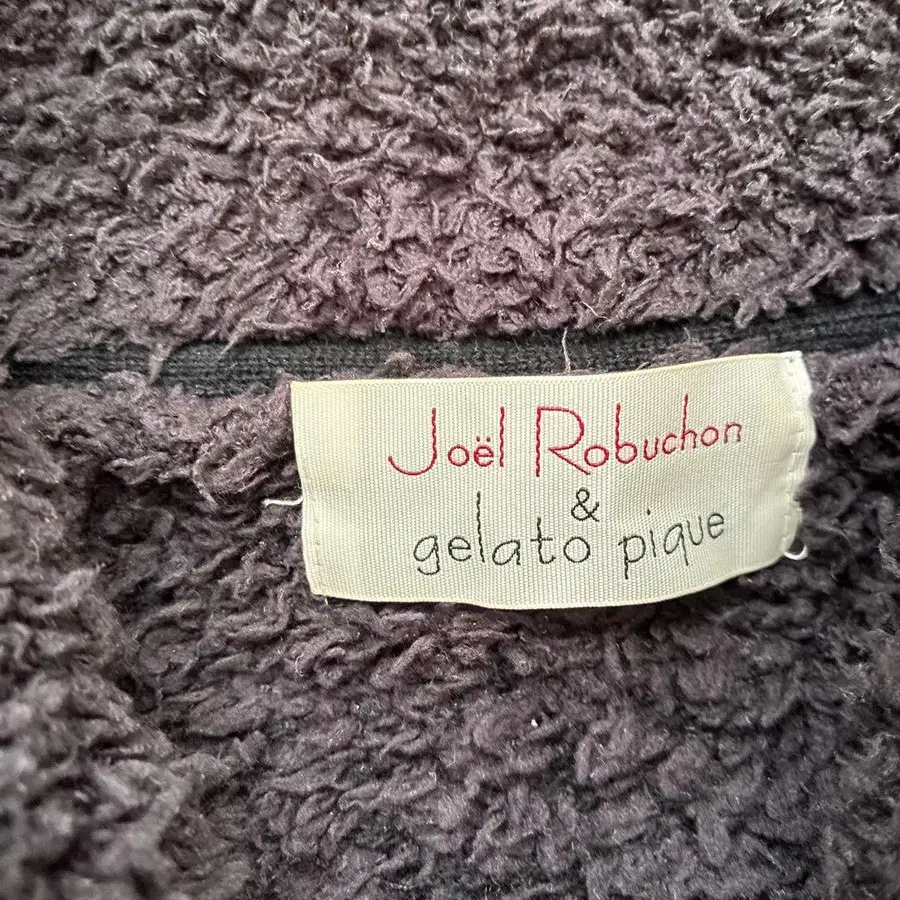 Joël Robuchon
&
gelato pique